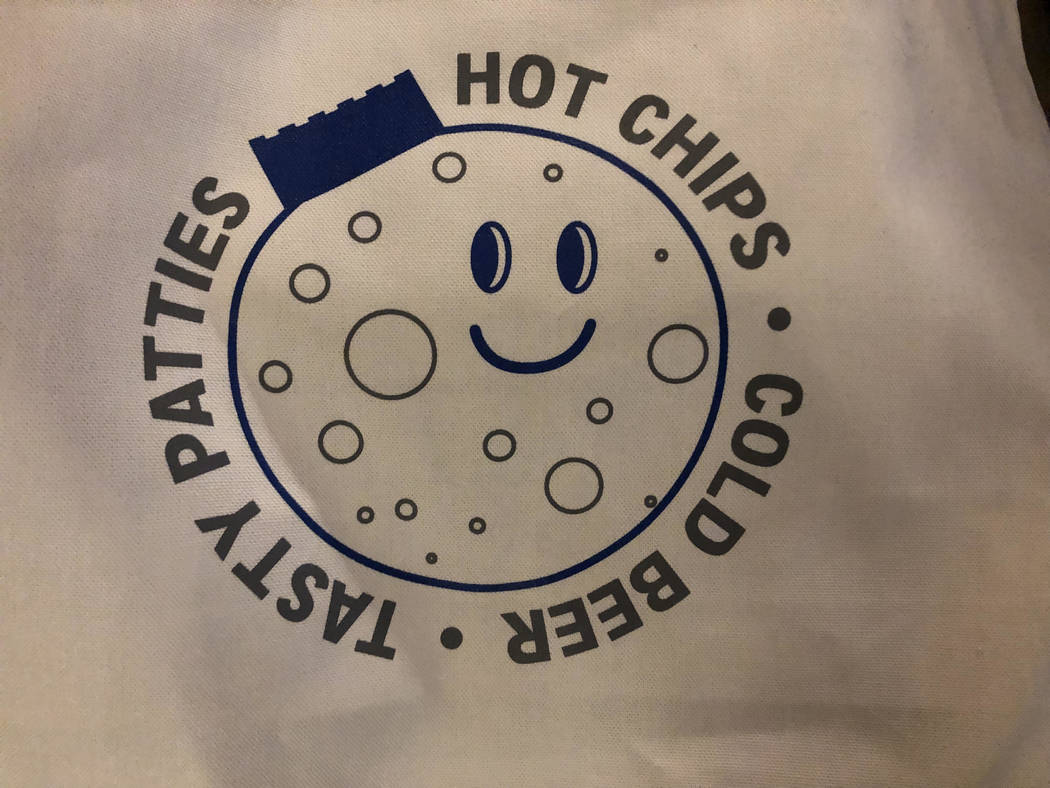 TASTY PATTIES HOT CHIPS • COLD BEER •